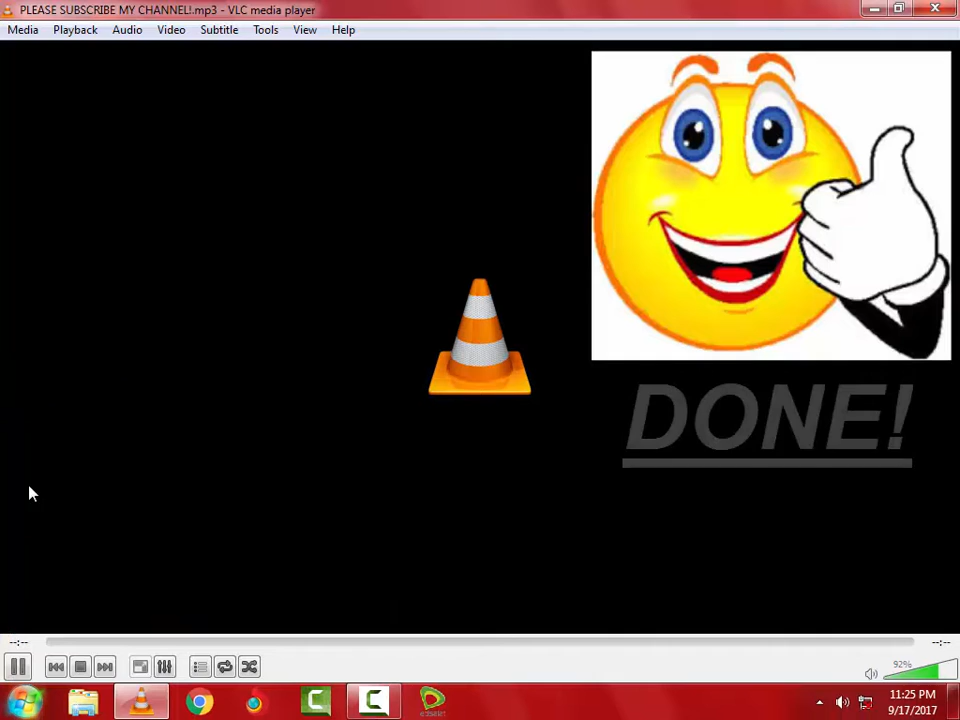 PLEASE SUBSCRIBE MY CHANNEL!.mp3 - VLC media player
Media Playback Audio Video Subtitle Tools View Help
DONE!
--:-- --:--
92%
11:25 PM
9/17/2017